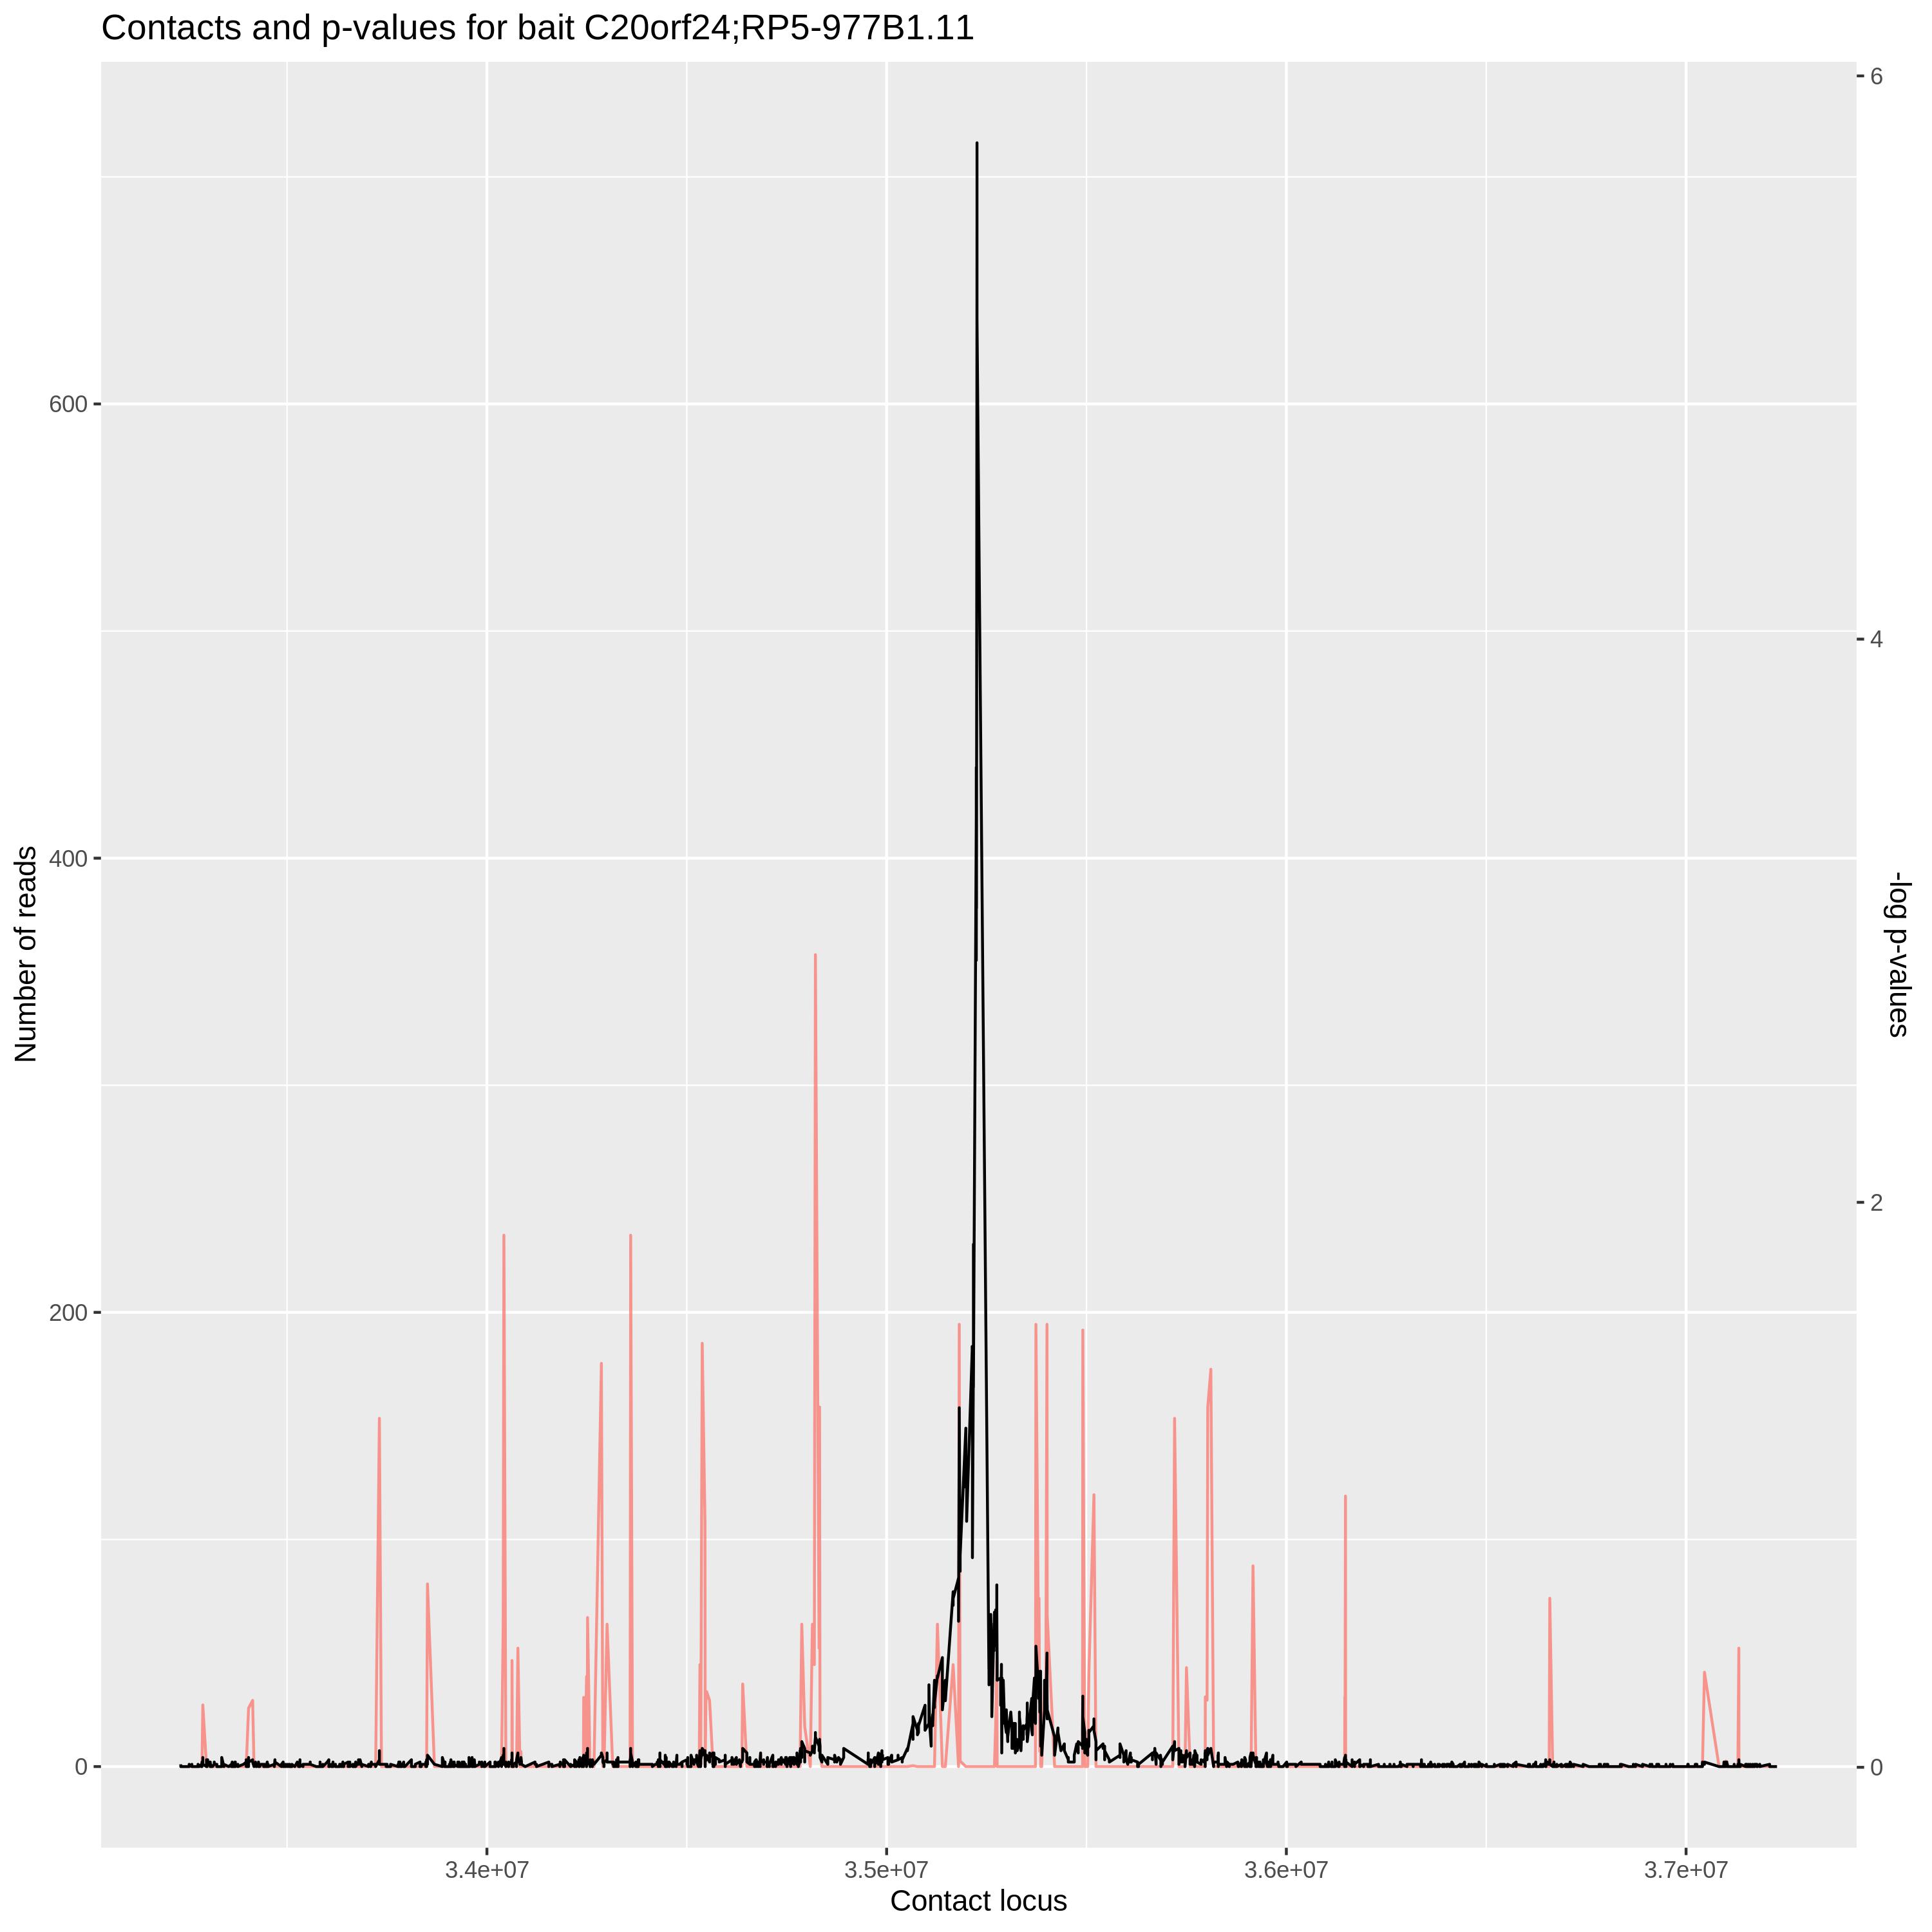 Contacts and p-values for bait C20orf24;RP5-977B1.11
6
600
4
400
Number of reads
-log p-values
2
200
0
0
3.4e+07
3.5e+07
3.6e+07
3.7e+07
Contact locus